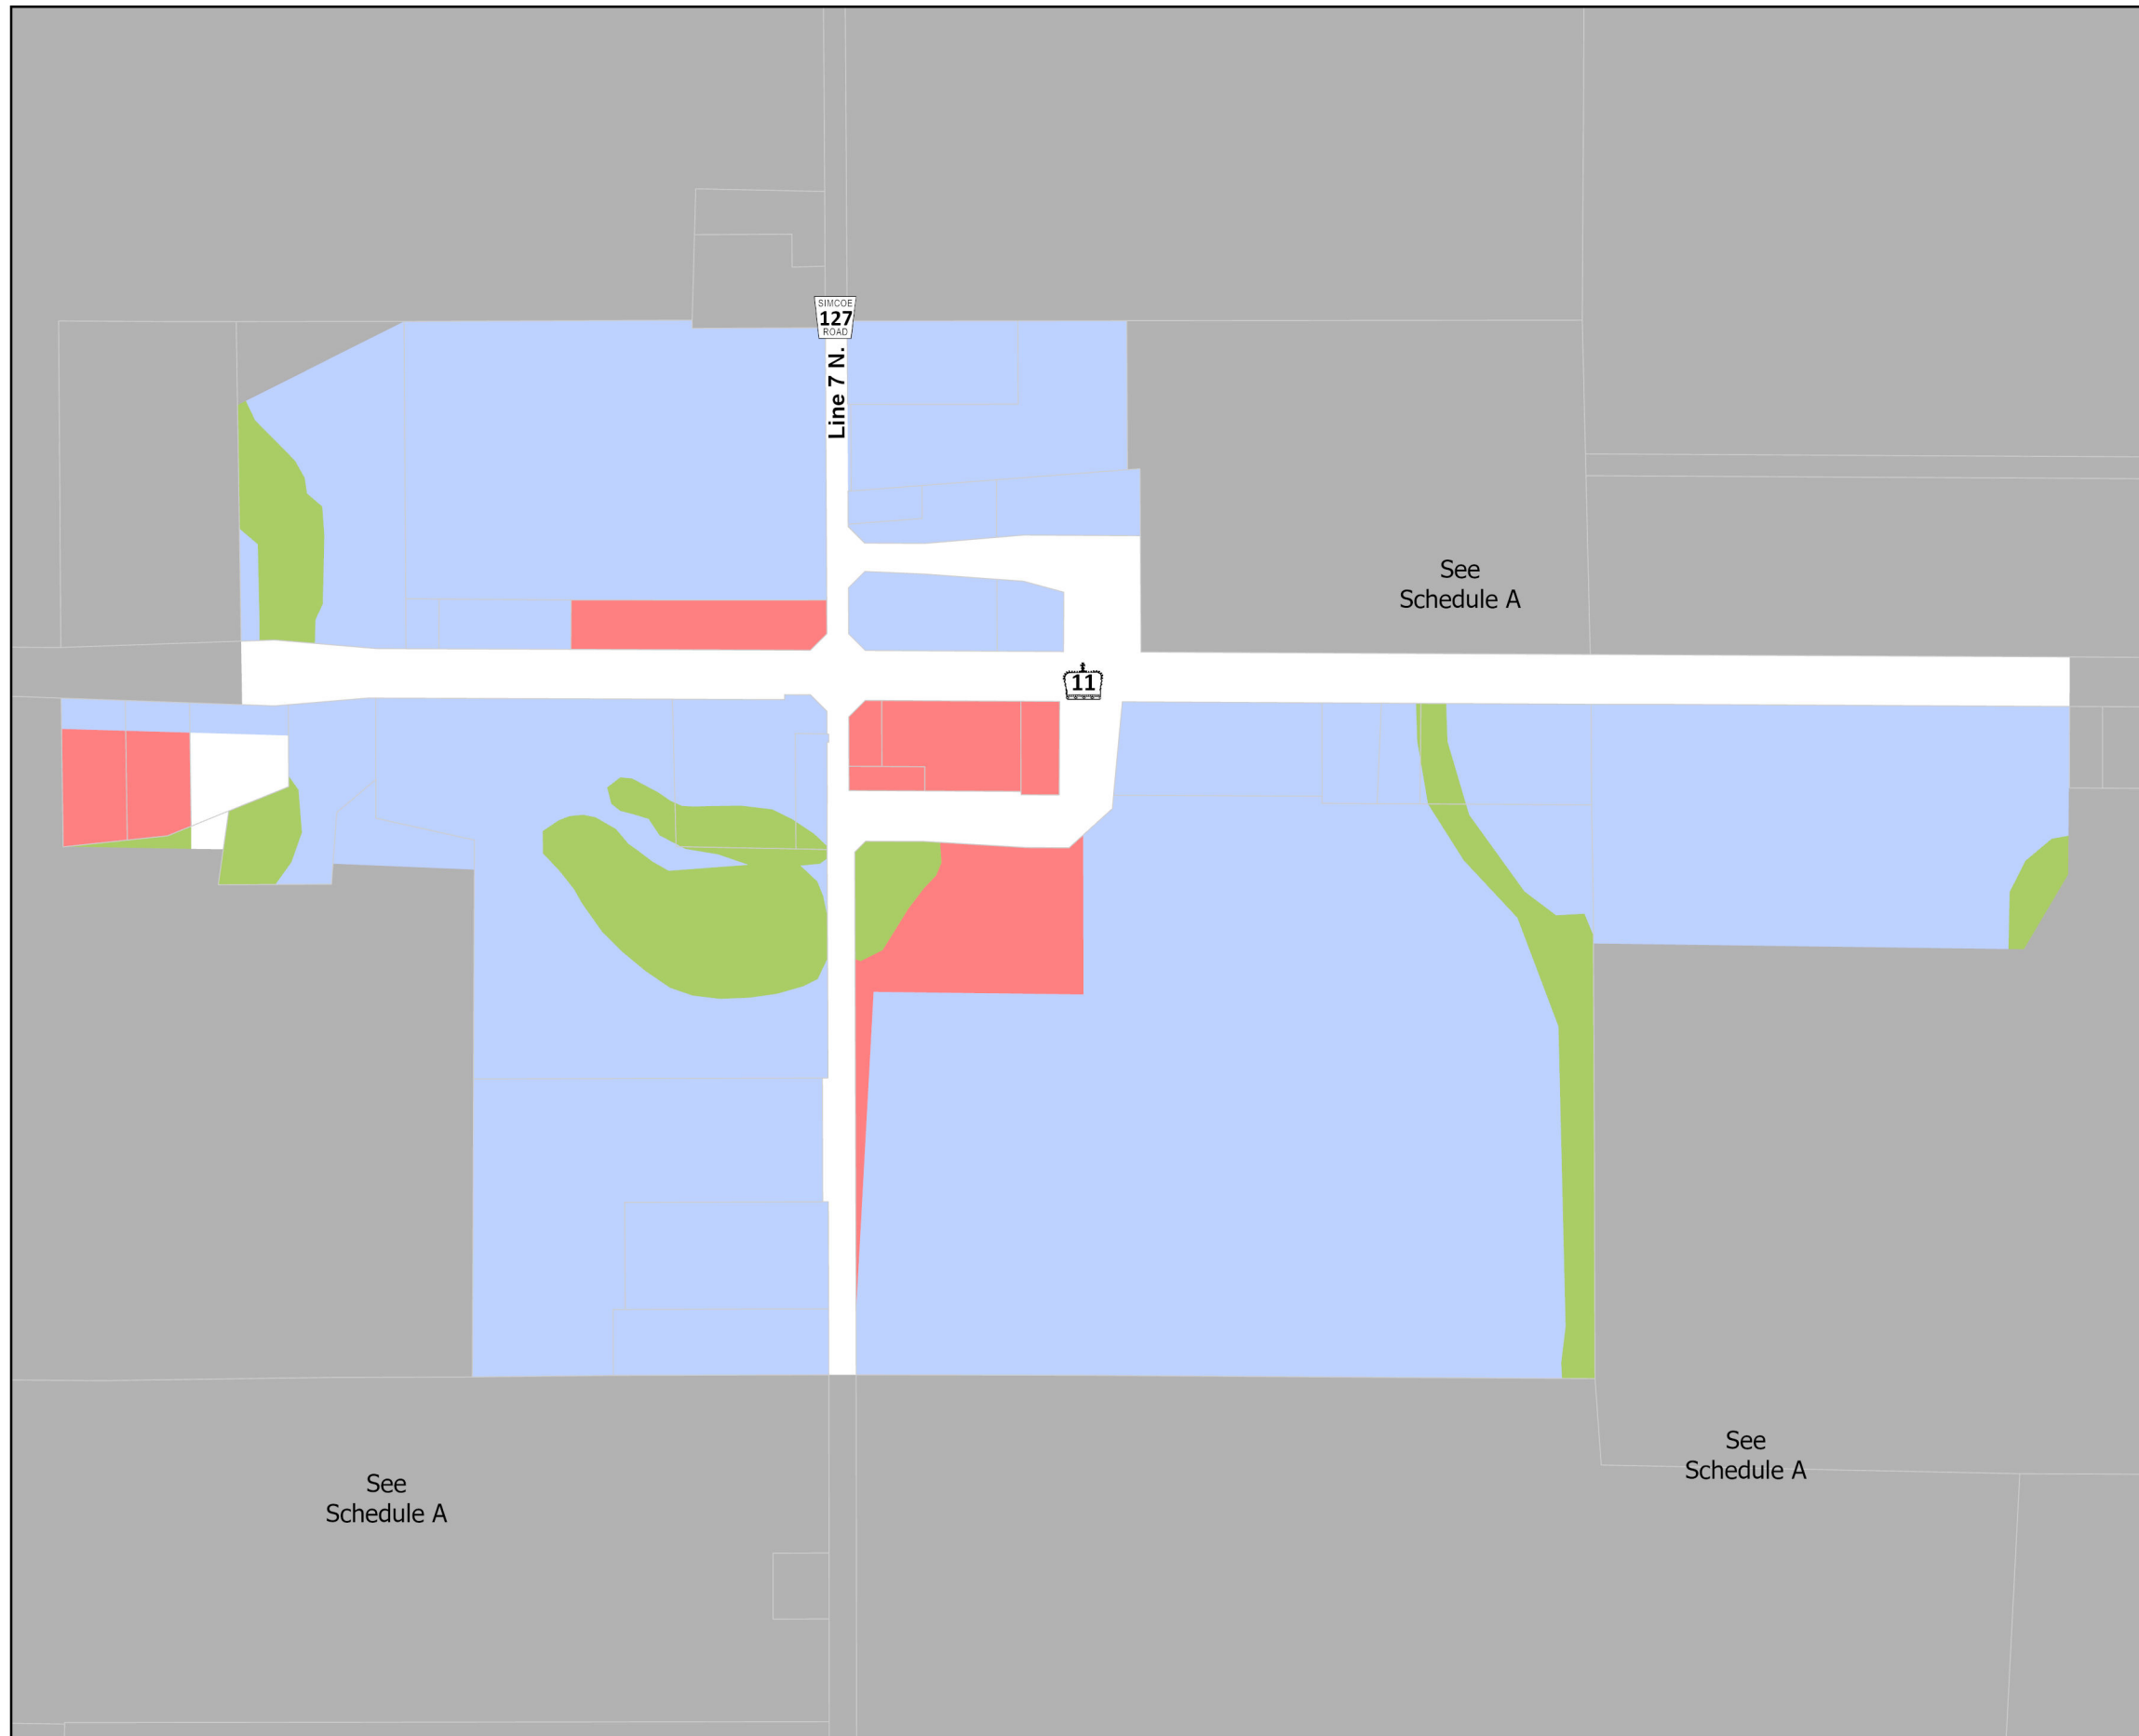 SIMCOE
127
ROAD
Line 7 N.
See
Schedule A
11
See
Schedule A
See
Schedule A